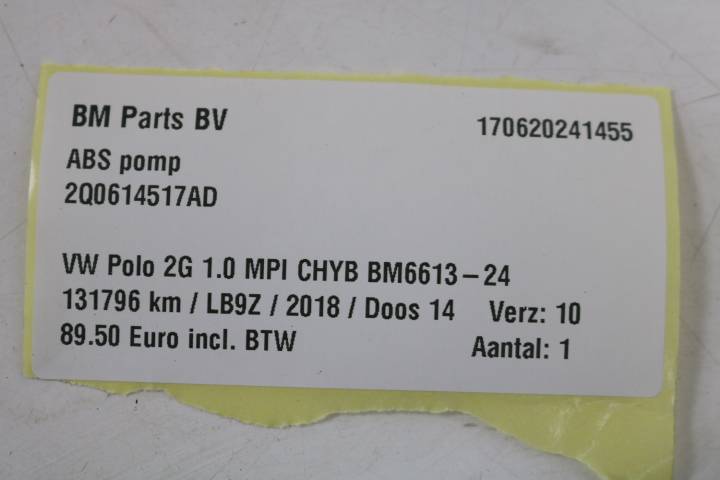 BM Parts BV 170620241455
ABS pomp
2Q0614517AD
VW Polo 2G 1.0 MPI CHYB BM6613-24
131796 km / LB9Z / 2018 / Doos 14 Verz: 10
89.50 Euro incl. BTW Aantal: 1